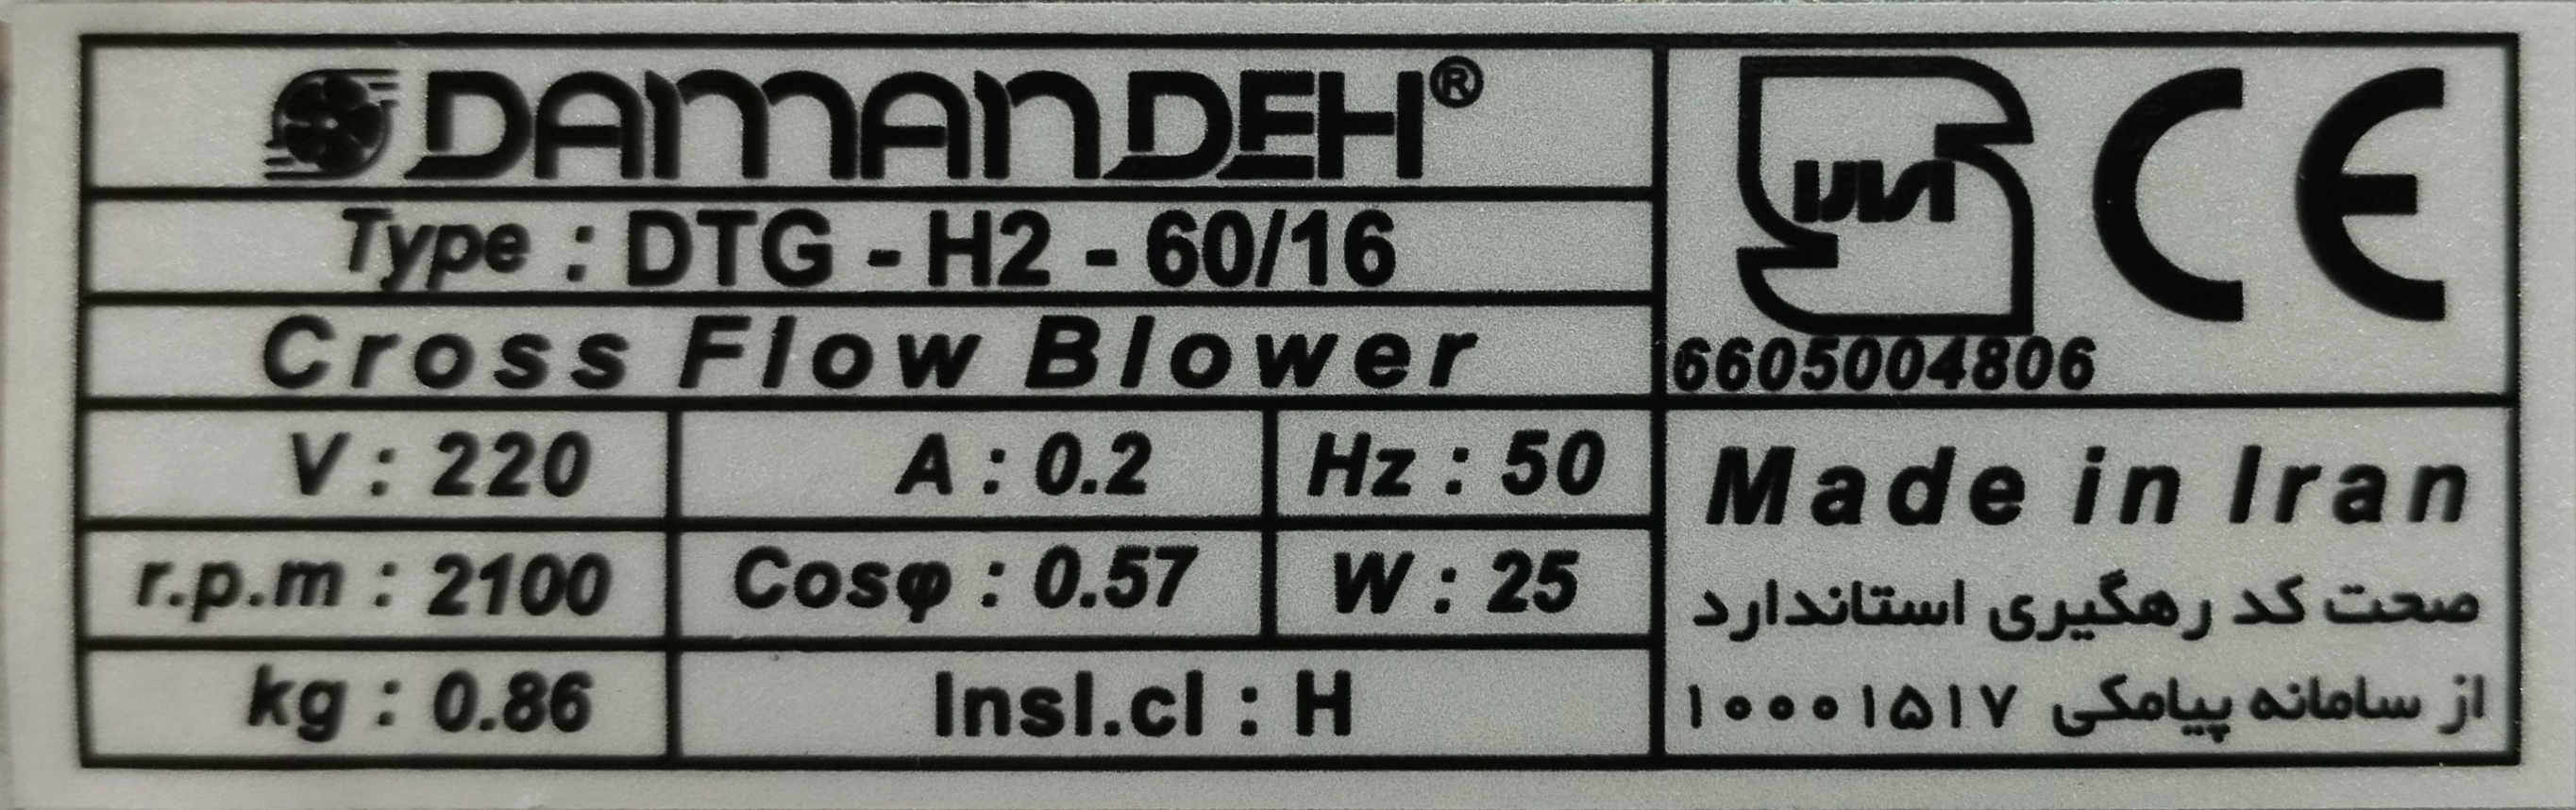 DAMANDEH®
Type : DTG - H2 - 60/16
Cross Flow Blower
V : 220
A : 0.2
Hz : 50
r.p.m : 2100
Cosφ : 0.57
W : 25
kg : 0.86
Insl.cl : H
CE
6605004806
Made in Iran
صحت کد رهگیری استاندارد
از سامانه پیامکی ۱۰۰۰۱۵۱۷